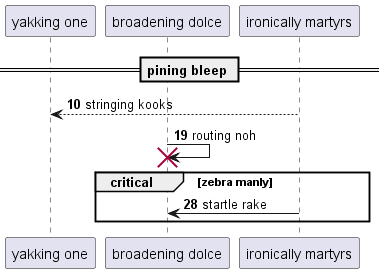 yakking one broadening dolce ironically martyrs
pining bleep
10 stringing kooks
19 routing noh
critical [zebra manly]
28 startle rake
yakking one broadening dolce ironically martyrs